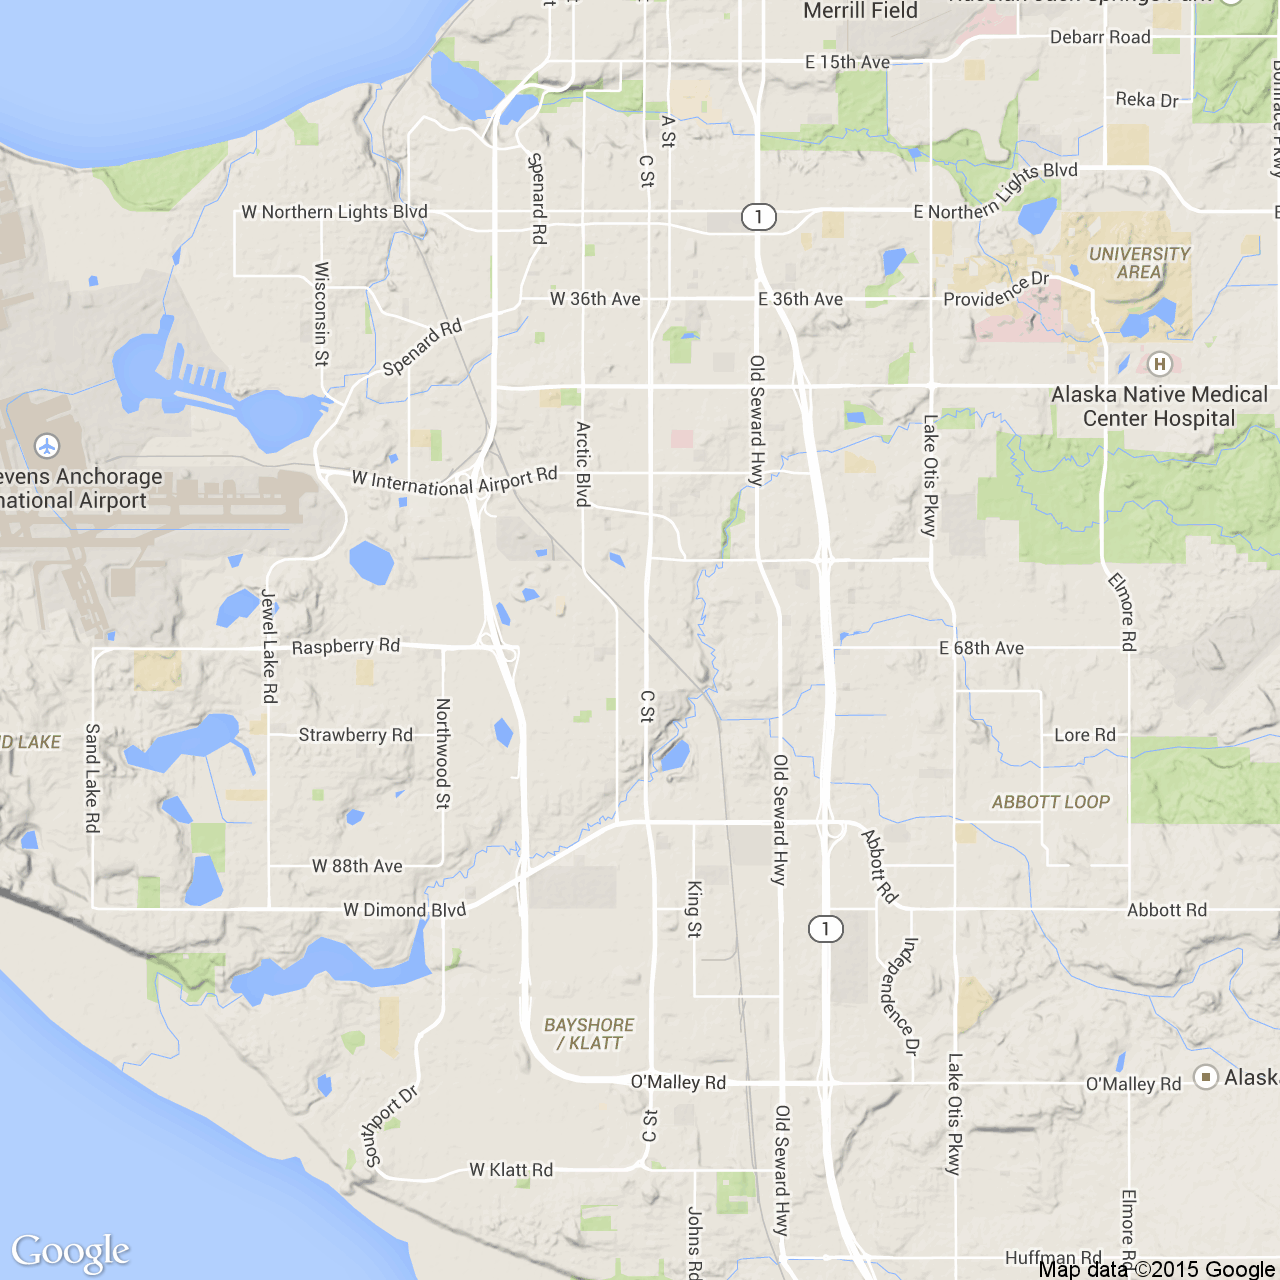 Merrill Field
Debarr Road
E 15th Ave
Reka Dr
A St
C St
Spenard Rd
E Northern Lights Blvd
W Northern Lights Blvd
1
UNIVERSITY
AREA
Wisconsin St
W 36th Ave
E 36th Ave
Providence Dr
Spenard Rd
Old Seward Hwy
H
Alaska Native Medical
Center Hospital
Arctic Blvd
Lake Otis Pkwy
evens Anchorage
national Airport
W International Airport Rd
Elmore Rd
Jewel Lake Rd
Raspberry Rd
E 68th Ave
C St
Northwood St
Strawberry Rd
Sand Lake Rd
D LAKE
Lore Rd
Old Seward Hwy
ABBOTT LOOP
W 88th Ave
Abbott Rd
King St
W Dimond Blvd
Abbott Rd
1
Independence Dr
BAYSHORE
/ KLATT
O'Malley Rd
O'Malley Rd
Alaska
Lake Otis Pkwy
Southport Dr
C St
Old Seward Hwy
W Klatt Rd
Johns Rd
Elmore Rd
Huffman Rd
Google
Map data ©2015 Google